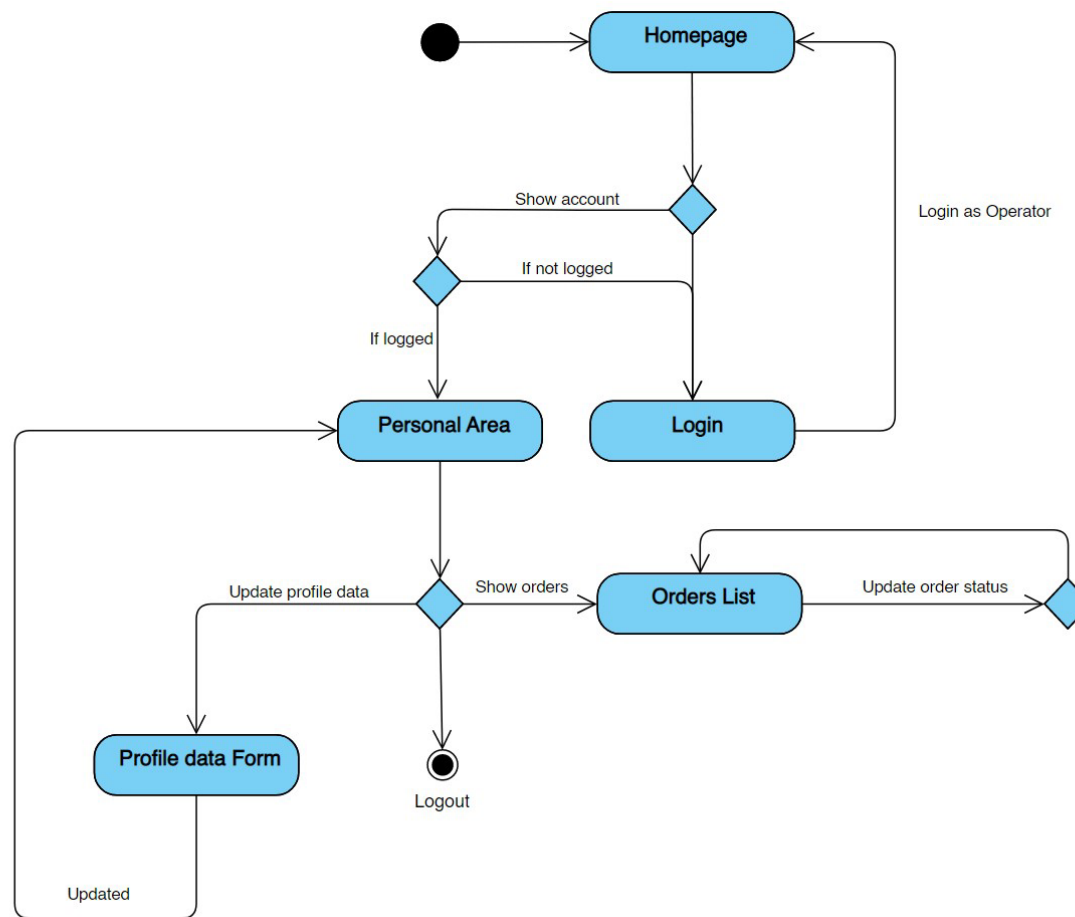 Homepage
Show account
Login as Operator
If not logged
If logged
Personal Area
Login
Update profile data
Show orders
Orders List
Update order status
Profile data Form
Logout
Updated